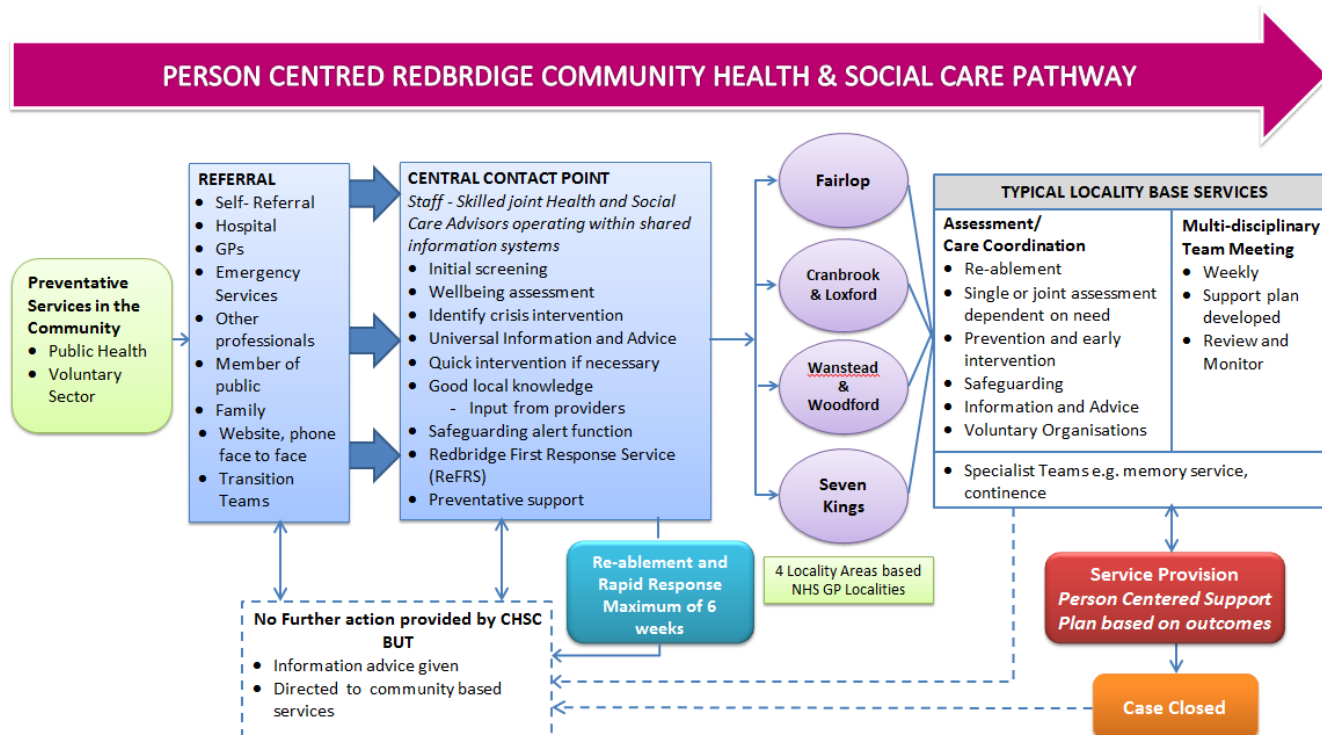 PERSON CENTRED REDBRDIGE COMMUNITY HEALTH & SOCIAL CARE PATHWAY
Preventative
Services in the
Community
• Public Health
• Voluntary
Sector
REFERRAL
• Self- Referral
• Hospital
• GPs
• Emergency
Services
• Other
professionals
• Member of
public
• Family
• Website, phone
face to face
• Transition
Teams
CENTRAL CONTACT POINT
Staff - Skilled joint Health and Social
Care Advisors operating within shared
information systems
• Initial screening
• Wellbeing assessment
• Identify crisis intervention
• Universal Information and Advice
• Quick intervention if necessary
• Good local knowledge
- Input from providers
• Safeguarding alert function
• Redbridge First Response Service
(ReFRS)
• Preventative support
Fairlop
Cranbrook
& Loxford
Wanstead
&
Woodford
Seven
Kings
4 Locality Areas based
NHS GP Localities
TYPICAL LOCALITY BASE SERVICES
Assessment/
Care Coordination
• Re-ablement
• Single or joint assessment
dependent on need
• Prevention and early
intervention
• Safeguarding
• Information and Advice
• Voluntary Organisations
Multi-disciplinary
Team Meeting
• Weekly
• Support plan
developed
• Review and
Monitor
• Specialist Teams e.g. memory service,
continence
Re-ablement and
Rapid Response
Maximum of 6
weeks
No Further action provided by CHSC
BUT
• Information advice given
• Directed to community based
services
Service Provision
Person Centered Support
Plan based on outcomes
Case Closed